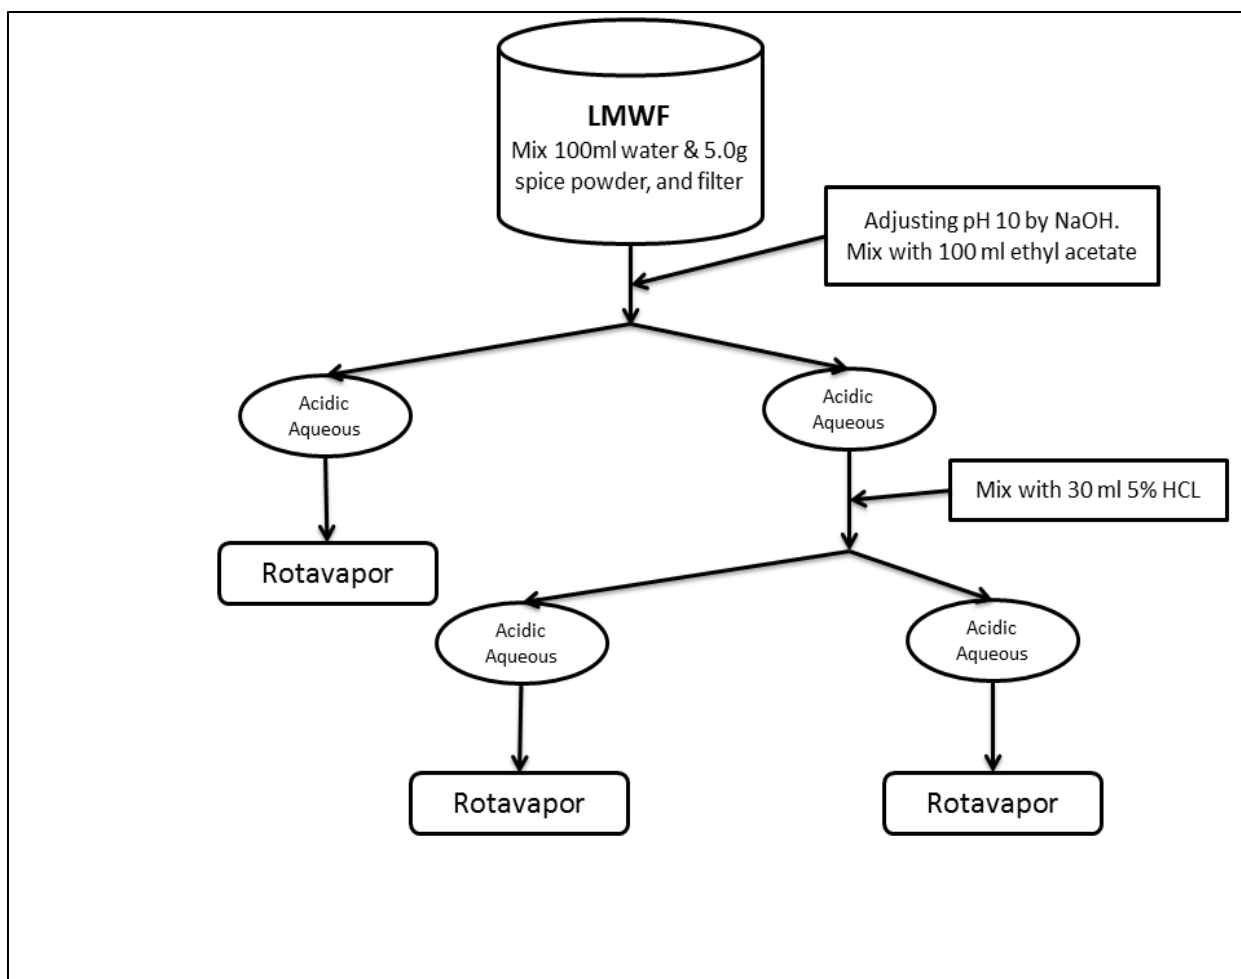 LMWF
Mix 100ml water & 5.0g
spice powder, and filter
Adjusting pH 10 by NaOH.
Mix with 100 ml ethyl acetate
Acidic
Aqueous
Acidic
Aqueous
Mix with 30 ml 5% HCL
Rotavapor
Acidic
Aqueous
Acidic
Aqueous
Rotavapor
Rotavapor